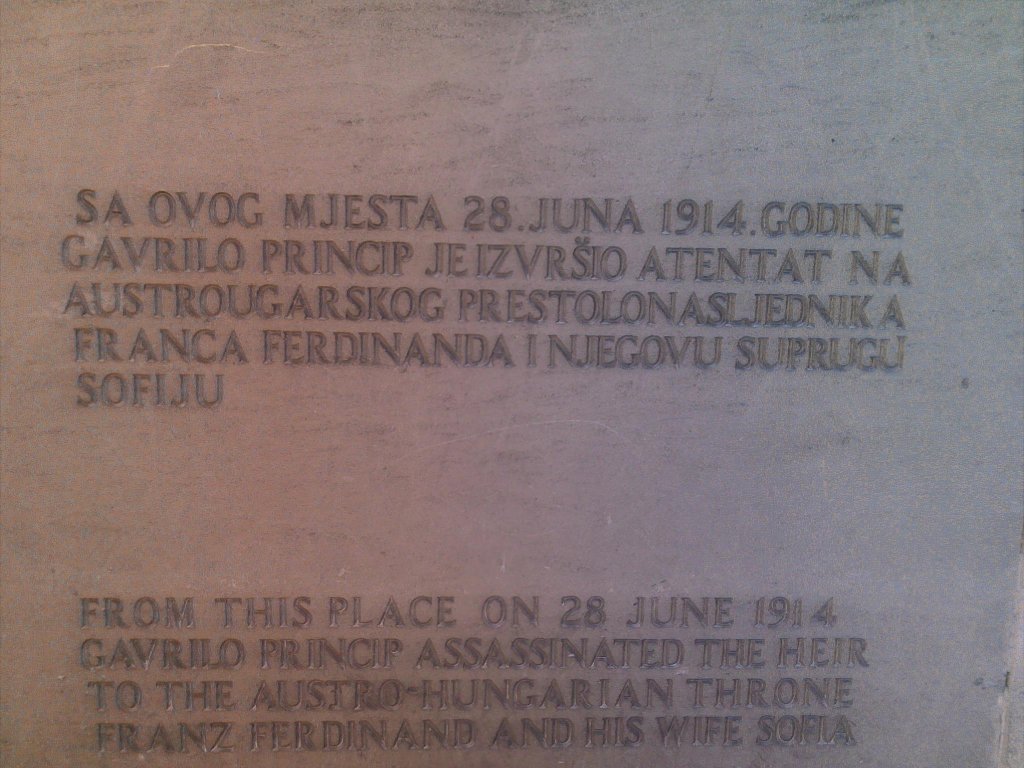 SA OVOG MJESTA 28. JUNA 1914. GODINE
GAVRILO PRINCIP JE IZVRŠIO ATENTAT NA
AUSTROUGARSKOG PRESTOLONASLJEDNIKA
FRANCA FERDINANDA I NJEGOVU SUPRUGU
SOFIJU
FROM THIS PLACE ON 28 JUNE 1914
GAVRILO PRINCIP ASSASSINATED THE HEIR
TO THE AUSTRO-HUNGARIAN THRONE
FRANZ FERDINAND AND HIS WIFE SOFIA